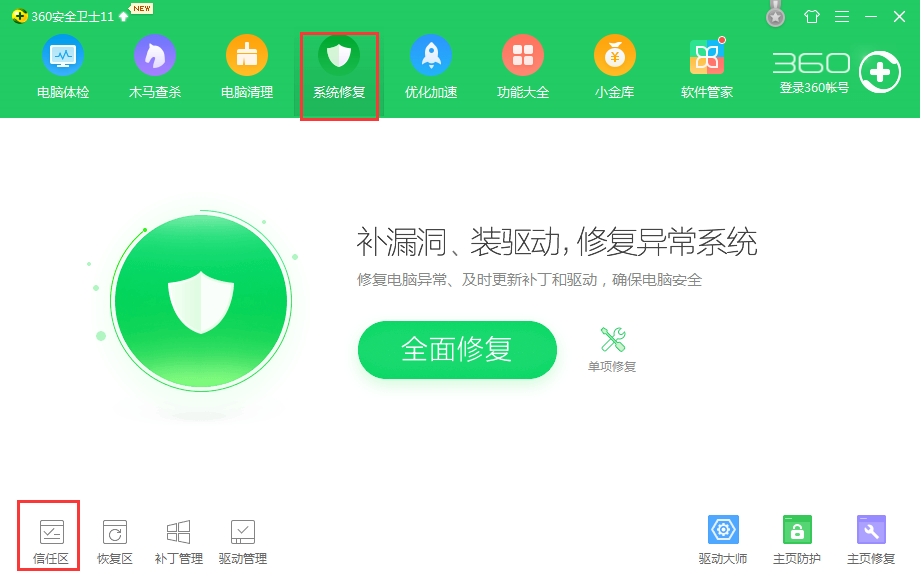 360安全卫士11
NEW
电脑体检
木马查杀
电脑清理
系统修复
优化加速
功能大全
小金库
软件管家
360
登录360帐号
补漏洞、装驱动,修复异常系统
修复电脑异常、及时更新补丁和驱动，确保电脑安全
全面修复
单项修复
信任区
恢复区
补丁管理
驱动管理
驱动大师
主页防护
主页修复